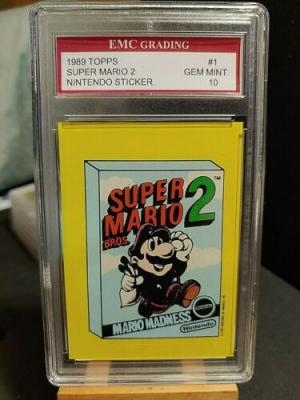 EMC GRADING
1989 TOPPS #1
SUPER MARIO 2 GEM MINT
NINTENDO STICKER 10
SUPER
MARIO 2
BROS
TM
MARIO MADNESS
Nintendo